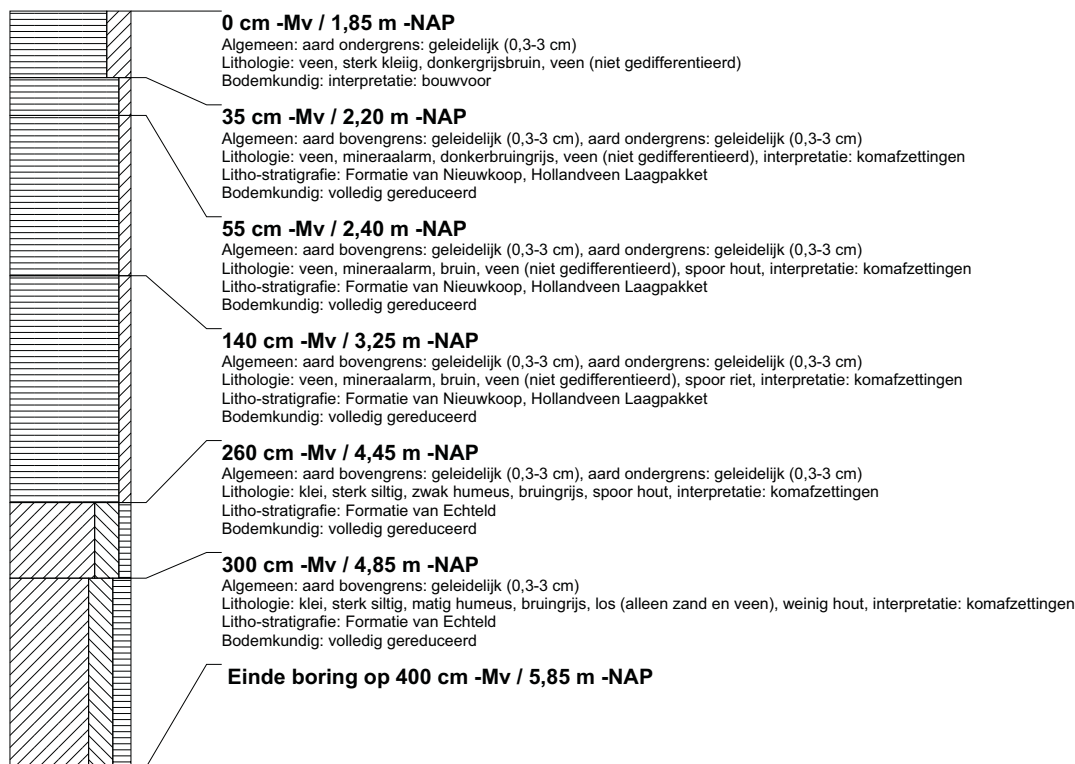 0 cm -Mv / 1,85 m -NAP
Algemeen: aard ondergrens: geleidelijk (0,3-3 cm)
Lithologie: veen, sterk kleiig, donkergrijsbruin, veen (niet gedifferentieerd)
Bodemkundig: interpretatie: bouwvoor
35 cm -Mv / 2,20 m -NAP
Algemeen: aard bovengrens: geleidelijk (0,3-3 cm), aard ondergrens: geleidelijk (0,3-3 cm)
Lithologie: veen, mineraalarm, donkerbruingrijs, veen (niet gedifferentieerd), interpretatie: komafzettingen
Litho-stratigrafie: Formatie van Nieuwkoop, Hollandveen Laagpakket
Bodemkundig: volledig gereduceerd
55 cm -Mv / 2,40 m -NAP
Algemeen: aard bovengrens: geleidelijk (0,3-3 cm), aard ondergrens: geleidelijk (0,3-3 cm)
Lithologie: veen, mineraalarm, bruin, veen (niet gedifferentieerd), spoor hout, interpretatie: komafzettingen
Litho-stratigrafie: Formatie van Nieuwkoop, Hollandveen Laagpakket
Bodemkundig: volledig gereduceerd
140 cm -Mv / 3,25 m -NAP
Algemeen: aard bovengrens: geleidelijk (0,3-3 cm), aard ondergrens: geleidelijk (0,3-3 cm)
Lithologie: veen, mineraalarm, bruin, veen (niet gedifferentieerd), spoor riet, interpretatie: komafzettingen
Litho-stratigrafie: Formatie van Nieuwkoop, Hollandveen Laagpakket
Bodemkundig: volledig gereduceerd
260 cm -Mv / 4,45 m -NAP
Algemeen: aard bovengrens: geleidelijk (0,3-3 cm), aard ondergrens: geleidelijk (0,3-3 cm)
Lithologie: klei, sterk siltig, zwak humeus, bruingrijs, spoor hout, interpretatie: komafzettingen
Litho-stratigrafie: Formatie van Echteld
Bodemkundig: volledig gereduceerd
300 cm -Mv / 4,85 m -NAP
Algemeen: aard bovengrens: geleidelijk (0,3-3 cm)
Lithologie: klei, sterk siltig, matig humeus, bruingrijs, los (alleen zand en veen), weinig hout, interpretatie: komafzettingen
Litho-stratigrafie: Formatie van Echteld
Bodemkundig: volledig gereduceerd
Einde boring op 400 cm -Mv / 5,85 m -NAP